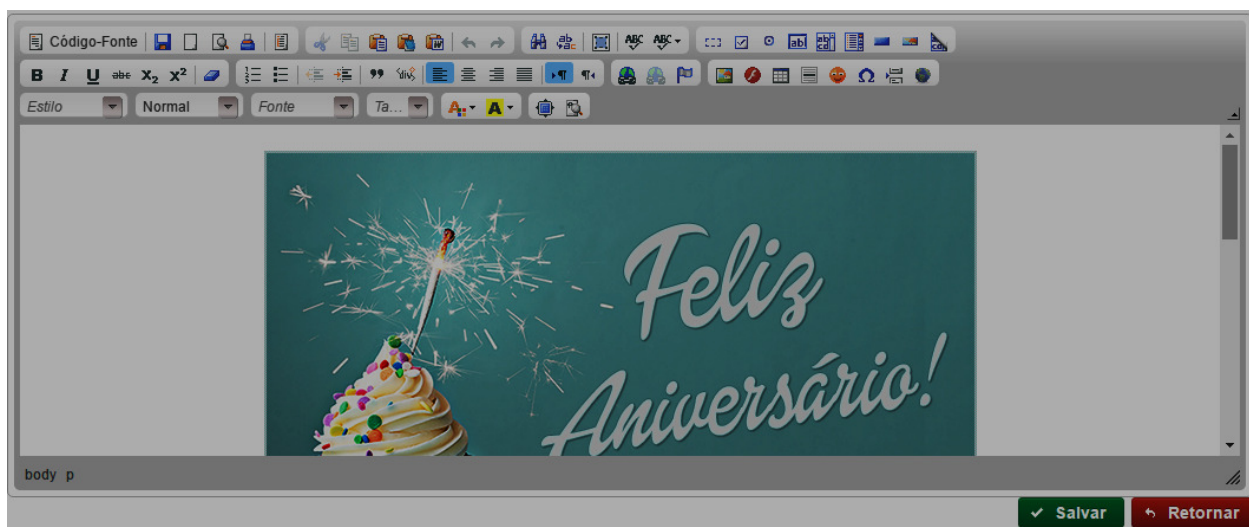 Código-Fonte
B I U abc X₂ X²
Estilo Normal Fonte Ta... A A
Feliz
Aniversário!
body p
Salvar Retornar